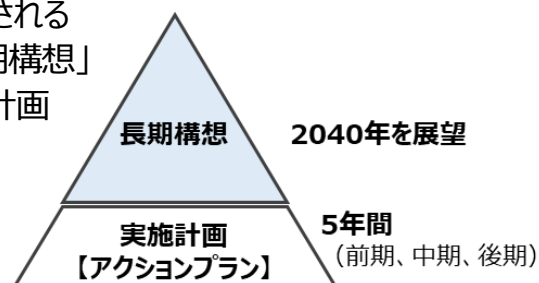 される
構想」
計画
長期構想
2040年を展望
実施計画
【アクションプラン】
5年間
（前期、中期、後期）